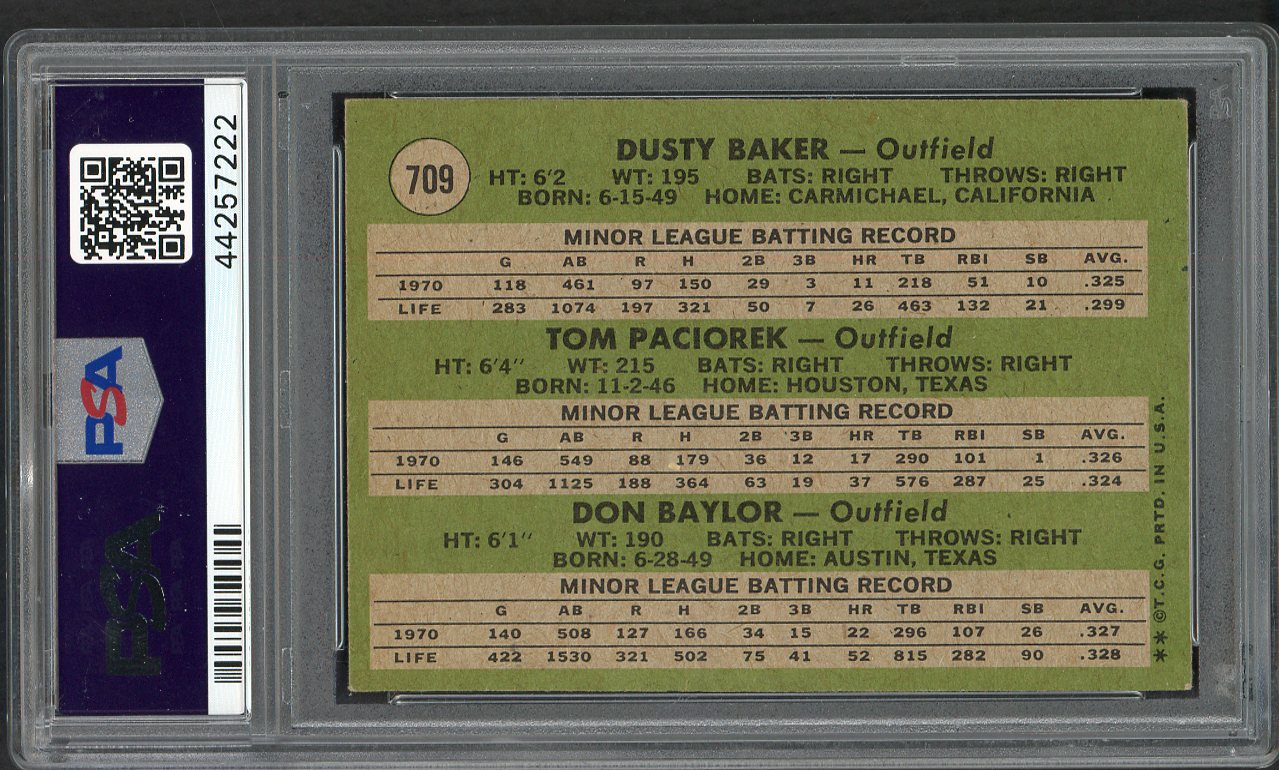 44257222
PSA
PSA
709
DUSTY BAKER — Outfield
HT: 6'2 WT: 195 BATS: RIGHT THROWS: RIGHT
BORN: 6-15-49 HOME: CARMICHAEL, CALIFORNIA
MINOR LEAGUE BATTING RECORD
G AB R H 2B 3B HR TB RBI SB AVG.
1970 118 461 97 150 29 3 11 218 51 10 .325
LIFE 283 1074 197 321 50 7 26 463 132 21 .299
TOM PACIOREK — Outfield
HT: 6'4" WT: 215 BATS: RIGHT THROWS: RIGHT
BORN: 11-2-46 HOME: HOUSTON, TEXAS
MINOR LEAGUE BATTING RECORD
G AB R H 2B 3B HR TB RBI SB AVG.
1970 146 549 88 179 36 12 17 290 101 1 .326
LIFE 304 1125 188 364 63 19 37 576 287 25 .324
DON BAYLOR — Outfield
HT: 6'1" WT: 190 BATS: RIGHT THROWS: RIGHT
BORN: 6-28-49 HOME: AUSTIN, TEXAS
MINOR LEAGUE BATTING RECORD
G AB R H 2B 3B HR TB RBI SB AVG.
1970 140 508 127 166 34 15 22 296 107 26 .327
LIFE 422 1530 321 502 75 41 52 815 282 90 .328
** ©T.C.G. PRTD. IN U.S.A.